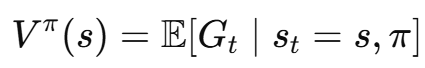 V^π(s) = 𝔼[G_t | s_t = s, π]